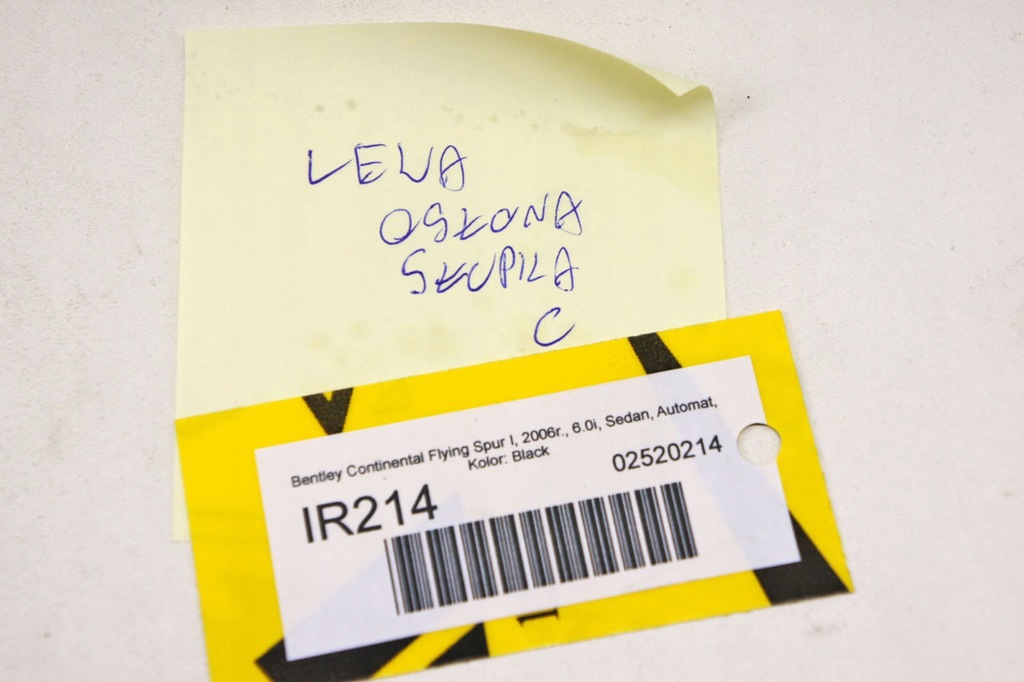 LEWA
OSŁONA
SŁUPKA
C
Bentley Continental Flying Spur I, 2006r., 6.0i, Sedan, Automat,
Kolor: Black
IR214
02520214